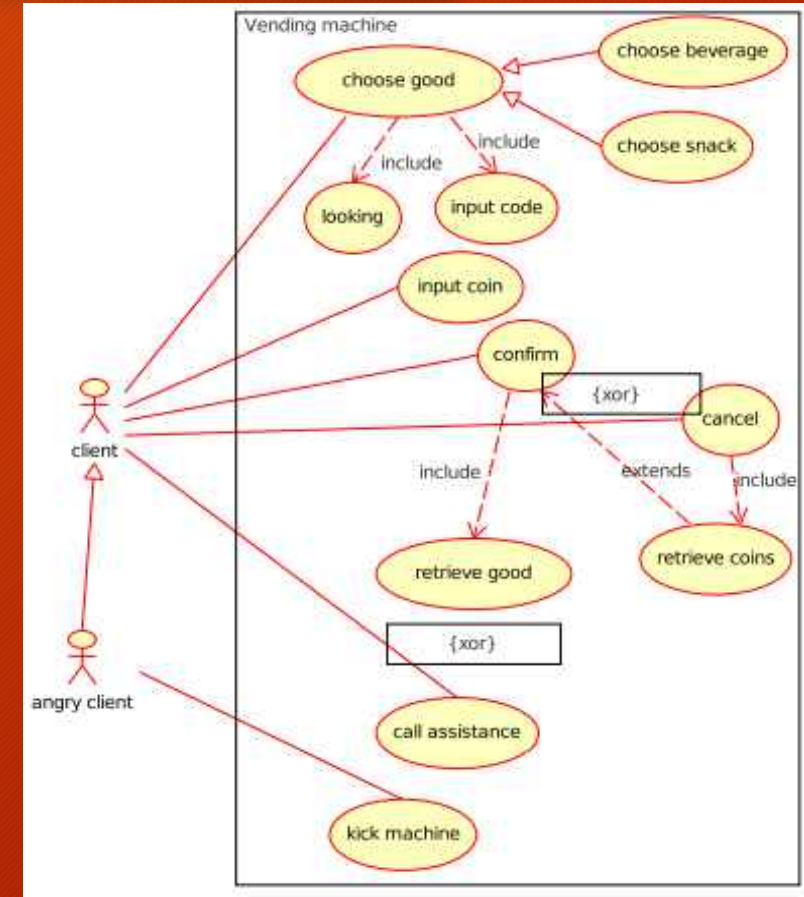 Vending machine
choose beverage
choose good
choose snack
include
include
looking
input code
input coin
confirm
{xor}
cancel
client
include
extends
include
retrieve good
retrieve coins
{xor}
angry client
call assistance
kick machine